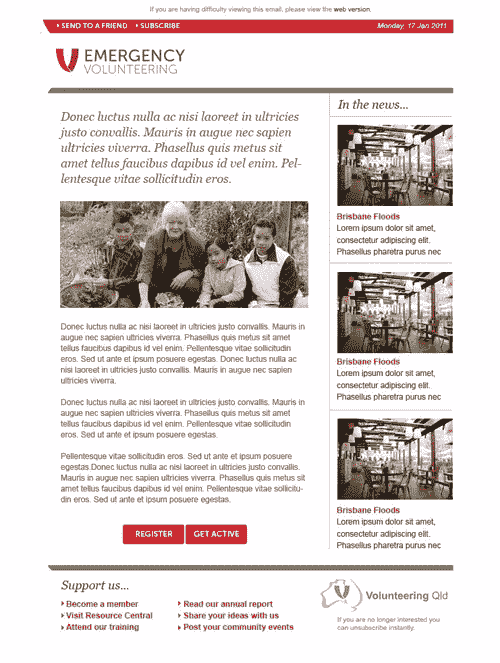 If you are having difficulty viewing this email, please view the web version.
SEND TO A FRIEND SUBSCRIBE Monday, 17 Jan 2011
EMERGENCY
VOLUNTEERING
Donec luctus nulla ac nisi laoreet in ultricies
justo convallis. Mauris in augue nec sapien
ultricies viverra. Phasellus quis metus sit
amet tellus faucibus dapibus id vel enim. Pel-
lentesque vitae sollicitudin eros.
Donec luctus nulla ac nisi laoreet in ultricies justo convallis. Mauris in
augue nec sapien ultricies viverra. Phasellus quis metus sit amet
tellus faucibus dapibus id vel enim. Pellentesque vitae sollicitudin
eros. Sed ut ante et ipsum posuere egestas. Donec luctus nulla ac
nisi laoreet in ultricies justo convallis. Mauris in augue nec sapien
ultricies viverra.
Donec luctus nulla ac nisi laoreet in ultricies justo convallis. Mauris in
augue nec sapien ultricies viverra. Phasellus quis metus sit amet
tellus faucibus dapibus id vel enim. Pellentesque vitae sollicitudin
eros. Sed ut ante et ipsum posuere egestas.
Pellentesque vitae sollicitudin eros. Sed ut ante et ipsum posuere
egestas.Donec luctus nulla ac nisi laoreet in ultricies justo convallis.
Mauris in augue nec sapien ultricies viverra. Phasellus quis metus sit
amet tellus faucibus dapibus id vel enim. Pellentesque vitae sollicitu-
din eros. Sed ut ante et ipsum posuere egestas.
REGISTER GET ACTIVE
In the news...
Brisbane Floods
Lorem ipsum dolor sit amet,
consectetur adipiscing elit.
Phasellus pharetra purus nec
Brisbane Floods
Lorem ipsum dolor sit amet,
consectetur adipiscing elit.
Phasellus pharetra purus nec
Brisbane Floods
Lorem ipsum dolor sit amet,
consectetur adipiscing elit.
Phasellus pharetra purus nec
Support us...
Become a member
Visit Resource Central
Attend our training
Read our annual report
Share your ideas with us
Post your community events
Volunteering Qld
If you are no longer interested you
can unsubscribe instantly.